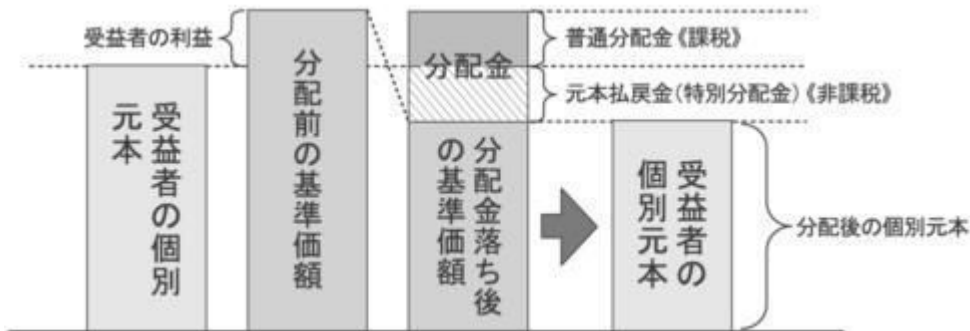 受益者の利益
受益者の個別
元本
分配前の基準価額
分配金
分配金落ち後
の基準価額
普通分配金《課税》
元本払戻金(特別分配金)《非課税》
受益者の
個別元本
分配後の個別元本